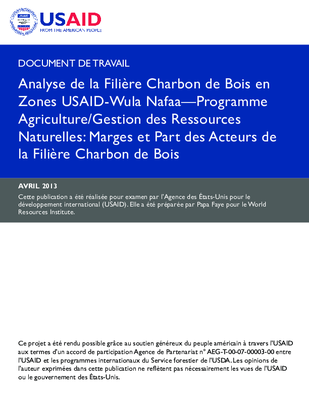 USAID
FROM THE AMERICAN PEOPLE
DOCUMENT DE TRAVAIL
Analyse de la Filière Charbon de Bois en
Zones USAID-Wula Nafaa—Programme
Agriculture/Gestion des Ressources
Naturelles: Marges et Part des Acteurs de
la Filière Charbon de Bois
AVRIL 2013
Cette publication a été réalisée pour examen par l'Agence des États-Unis pour le
développement international (USAID). Elle a été préparée par Papa Faye pour le World
Resources Institute.
Ce projet a été rendu possible grâce au soutien généreux du peuple américain à travers l'USAID
aux termes d'un accord de participation Agence de Partenariat n° AEG-T-00-07-00003-00 entre
l'USAID et les programmes internationaux du Service forestier de l'USDA. Les opinions de
l'auteur exprimées dans cette publication ne reflètent pas nécessairement les vues de l'USAID
ou le gouvernement des États-Unis.